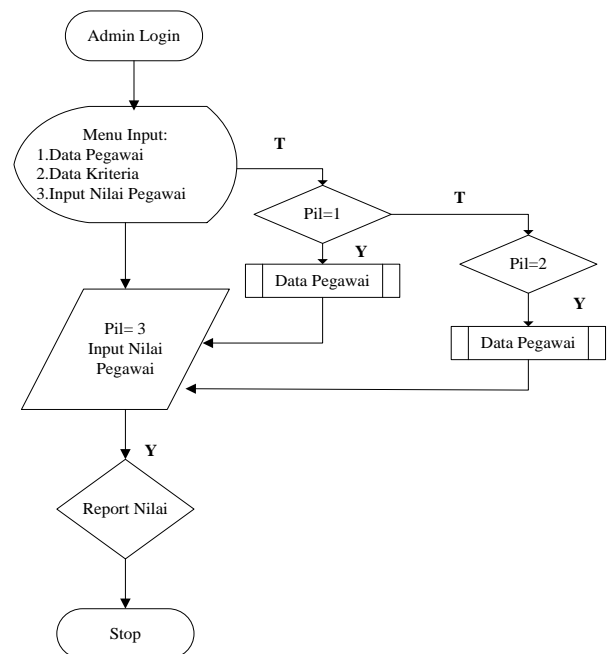 Admin Login
Menu Input:
1.Data Pegawai
2.Data Kriteria
3.Input Nilai Pegawai
T
Pil=1
T
Y
Pil=2
Data Pegawai
Y
Pil= 3
Input Nilai
Pegawai
Data Pegawai
Y
Report Nilai
Stop